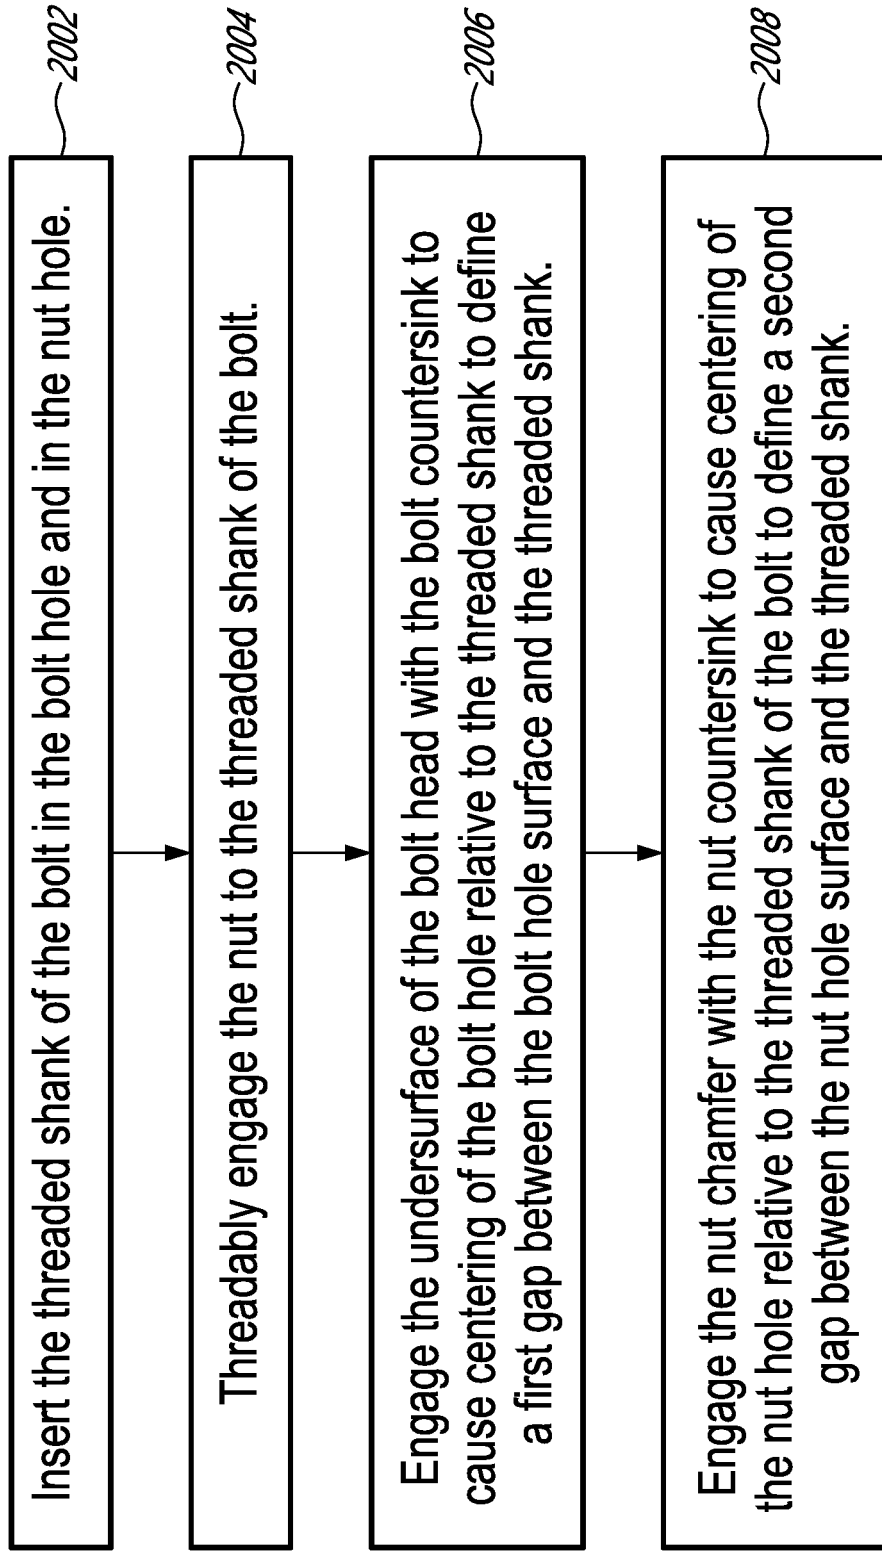 Insert the threaded shank of the bolt in the bolt hole and in the nut hole.
2002
Threadably engage the nut to the threaded shank of the bolt.
2004
Engage the undersurface of the bolt head with the bolt countersink to
cause centering of the bolt hole relative to the threaded shank to define
a first gap between the bolt hole surface and the threaded shank.
2006
Engage the nut chamfer with the nut countersink to cause centering of
the nut hole relative to the threaded shank of the bolt to define a second
gap between the nut hole surface and the threaded shank.
2008